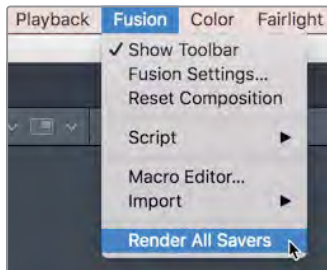 Playback Fusion Color Fairlight
✓ Show Toolbar
Fusion Settings...
Reset Composition
Script ▶
Macro Editor...
Import ▶
Render All Savers